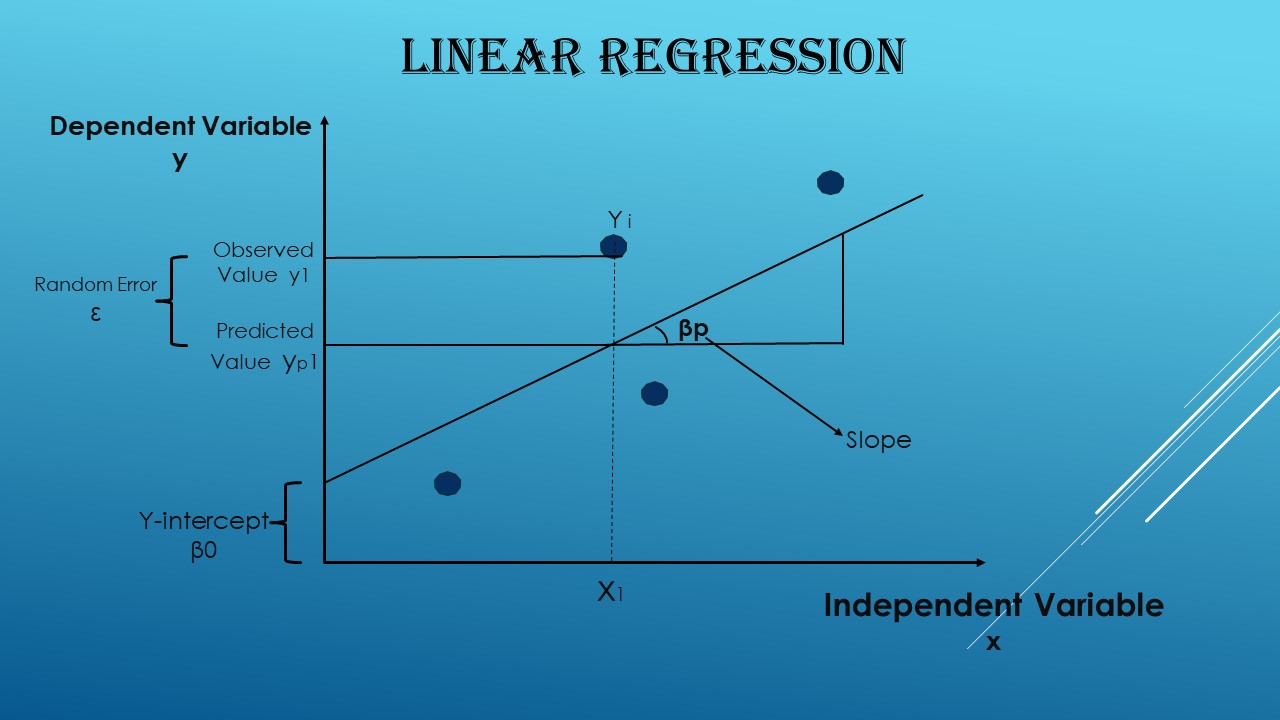 LINEAR REGRESSION
Dependent Variable
y
Y i
Observed
Value y1
Random Error
ε
Predicted
Value yp1
βp
Slope
Y-intercept
β0
X1
Independent Variable
x